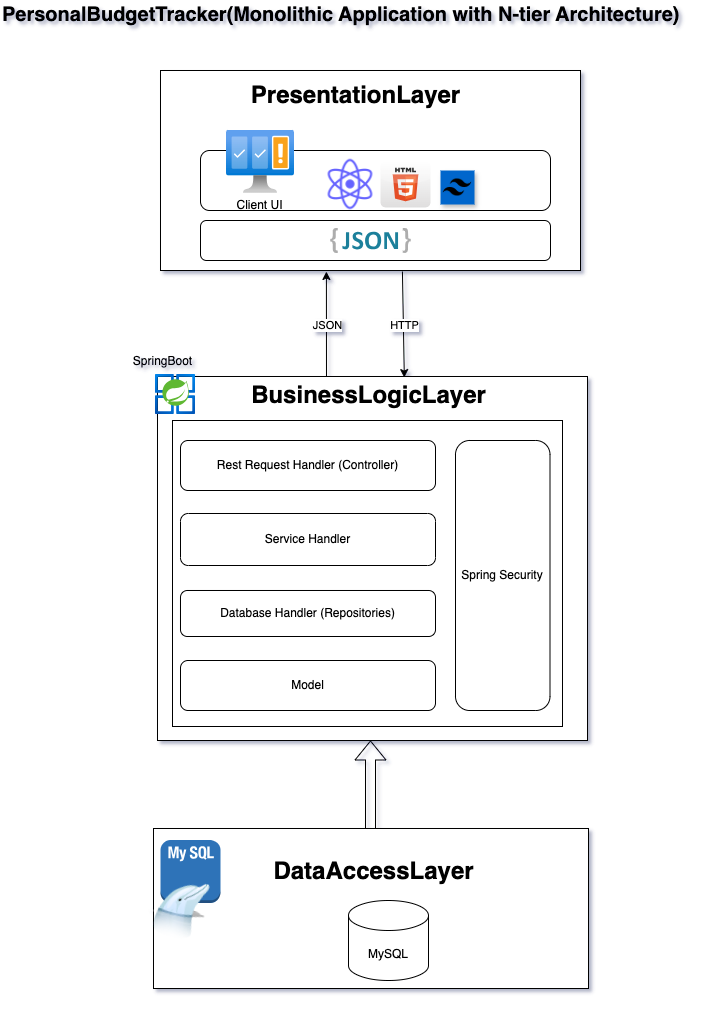 PersonalBudgetTracker(Monolithic Application with N-tier Architecture)
PresentationLayer
HTML
5
Client UI
{JSON}
JSON
HTTP
SpringBoot
BusinessLogicLayer
Rest Request Handler (Controller)
Service Handler
Spring Security
Database Handler (Repositories)
Model
My SQL
DataAccessLayer
MySQL